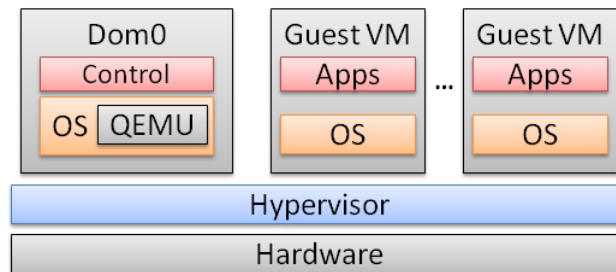 Dom0
Control
OS QEMU
Guest VM
Apps
OS
...
Guest VM
Apps
OS
Hypervisor
Hardware